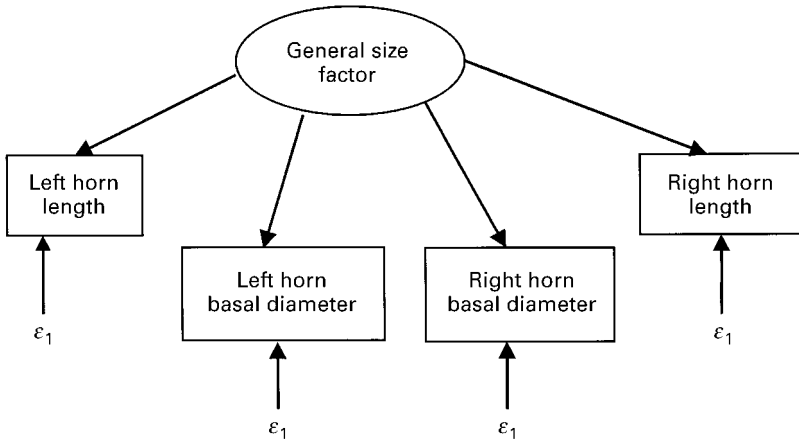 General size
factor
Left horn
length
Right horn
length
Left horn
basal diameter
Right horn
basal diameter
ε₁
ε₁
ε₁
ε₁